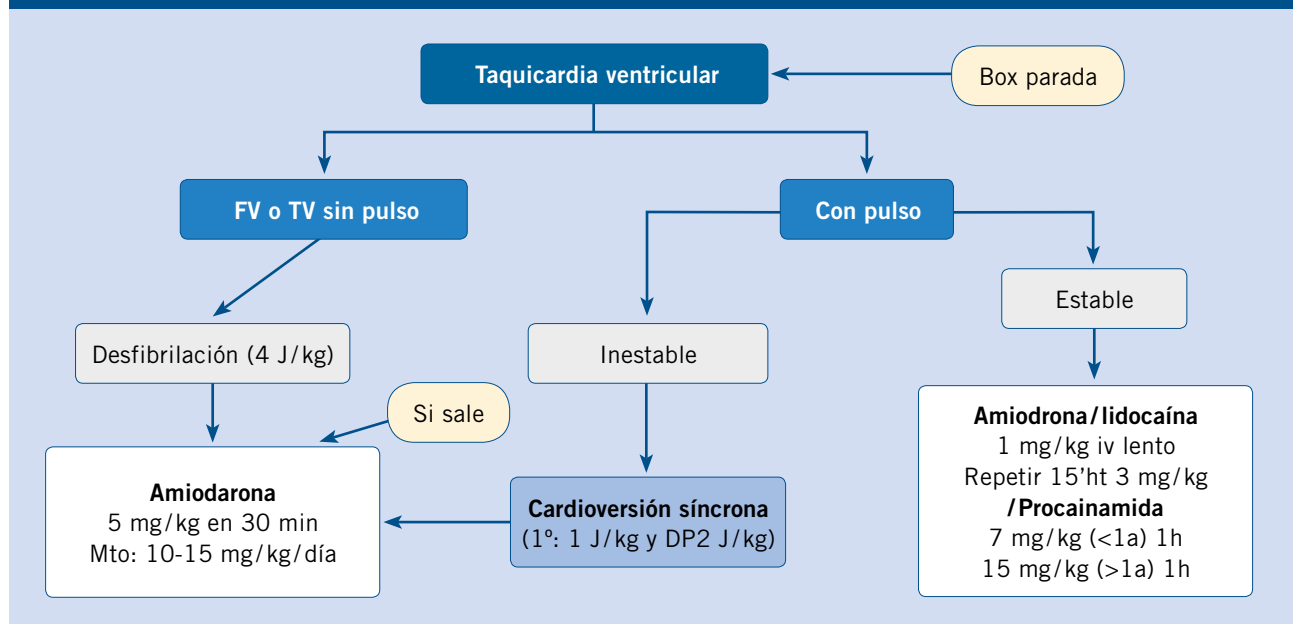 Taquicardia ventricular
Box parada
FV o TV sin pulso
Con pulso
Estable
Desfibrilación (4 J/kg)
Inestable
Si sale
Amiodarona
5 mg/kg en 30 min
Mto: 10-15 mg/kg/día
Cardioversión síncrona
(1º: 1 J/kg y DP2 J/kg)
Amiodrona/lidocaína
1 mg/kg iv lento
Repetir 15’ht 3 mg/kg
/Procainamida
7 mg/kg (<1a) 1h
15 mg/kg (>1a) 1h